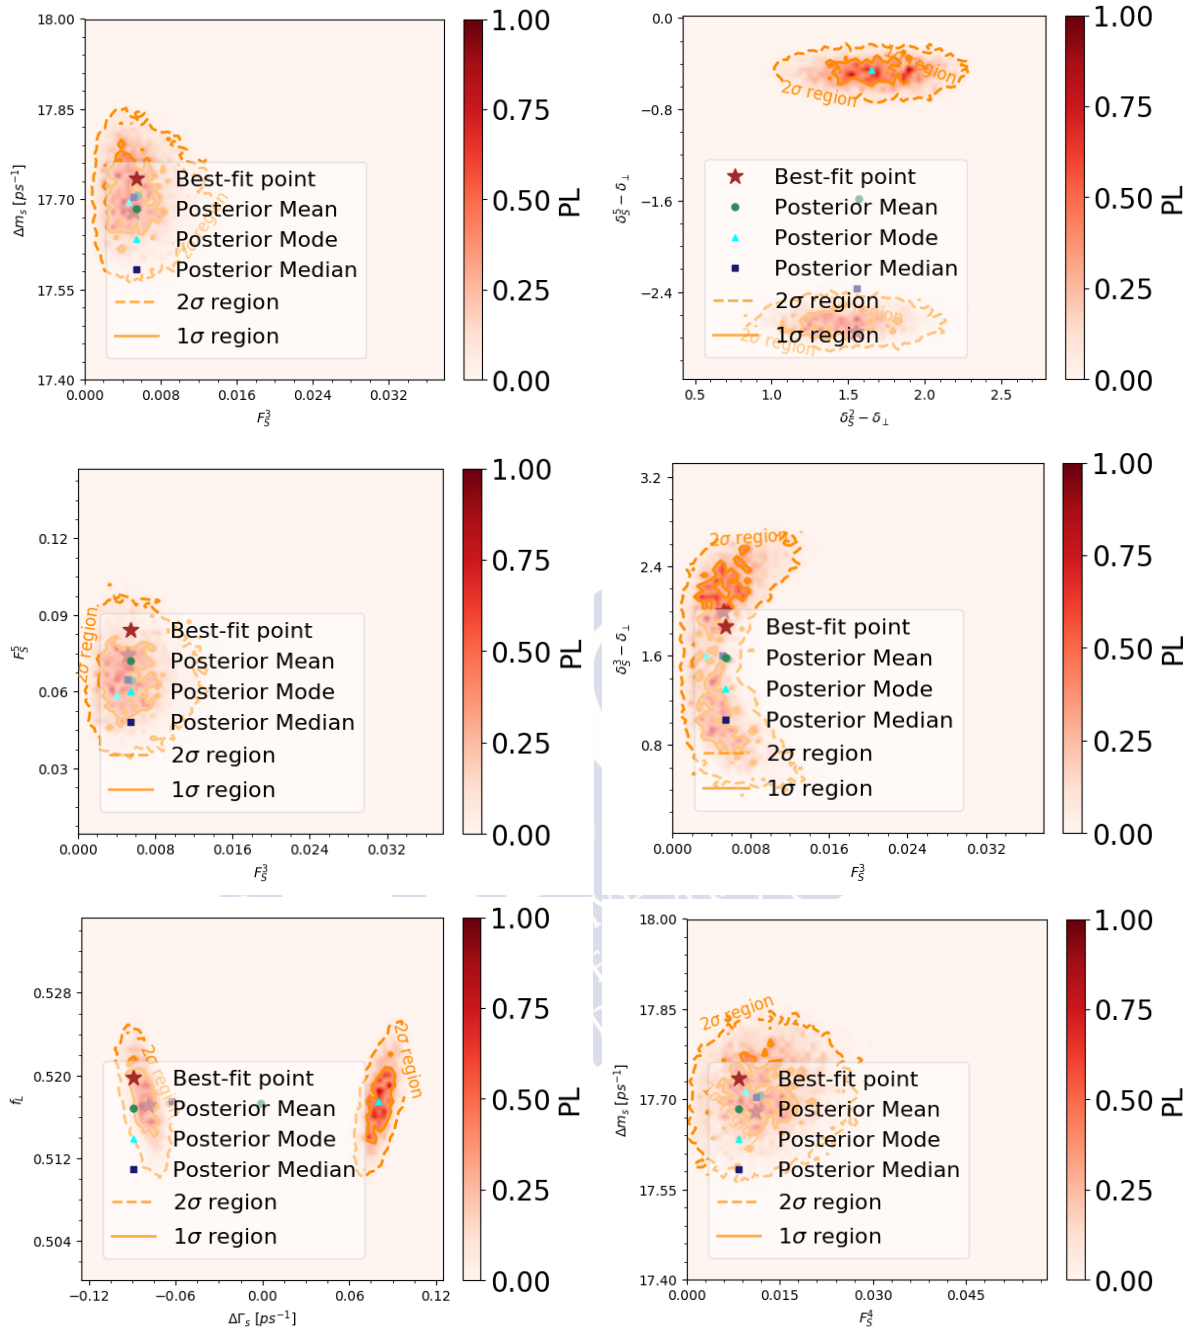 18.00
17.85
17.70
17.55
17.40
Δm_s [ps⁻¹]
0.000 0.008 0.016 0.024 0.032
F_S^3
2σ region
Best-fit point
Posterior Mean
Posterior Mode
Posterior Median
2σ region
1σ region
1.00
0.75
0.50
0.25
0.00
PL
0.0
−0.8
−1.6
−2.4
δ_S^5 − δ_⊥
0.5 1.0 1.5 2.0 2.5
δ_S^2 − δ_⊥
1σ region
2σ region
2σ region
Best-fit point
Posterior Mean
Posterior Mode
Posterior Median
2σ region
1σ region
1.00
0.75
0.50
0.25
0.00
PL
0.12
0.09
0.06
0.03
F_S^5
0.000 0.008 0.016 0.024 0.032
F_S^3
2σ region
Best-fit point
Posterior Mean
Posterior Mode
Posterior Median
2σ region
1σ region
1.00
0.75
0.50
0.25
0.00
PL
3.2
2.4
1.6
0.8
δ_S^3 − δ_⊥
0.000 0.008 0.016 0.024 0.032
F_S^3
2σ region
Best-fit point
Posterior Mean
Posterior Mode
Posterior Median
2σ region
1σ region
1.00
0.75
0.50
0.25
0.00
PL
0.528
0.520
0.512
0.504
f_L
−0.12 −0.06 0.00 0.06 0.12
ΔΓ_s [ps⁻¹]
2σ region
2σ region
Best-fit point
Posterior Mean
Posterior Mode
Posterior Median
2σ region
1σ region
1.00
0.75
0.50
0.25
0.00
PL
18.00
17.85
17.70
17.55
17.40
Δm_s [ps⁻¹]
0.000 0.015 0.030 0.045
F_S^4
2σ region
Best-fit point
Posterior Mean
Posterior Mode
Posterior Median
2σ region
1σ region
1.00
0.75
0.50
0.25
0.00
PL